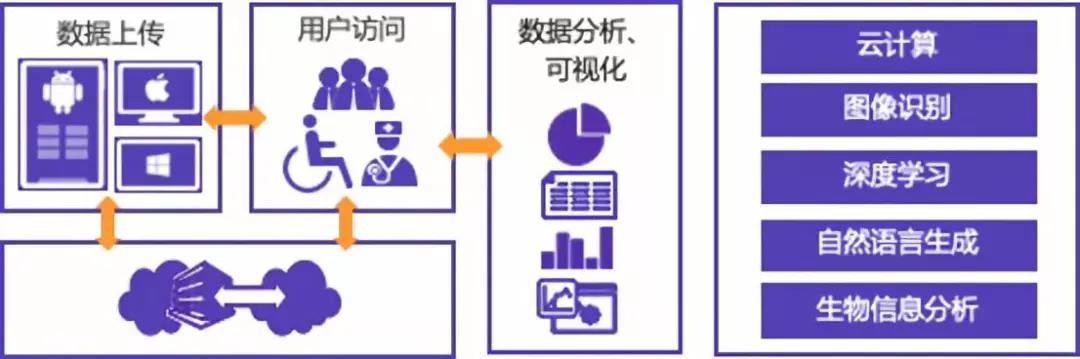 数据上传
用户访问
数据分析、
可视化
云计算
图像识别
深度学习
自然语言生成
生物信息分析